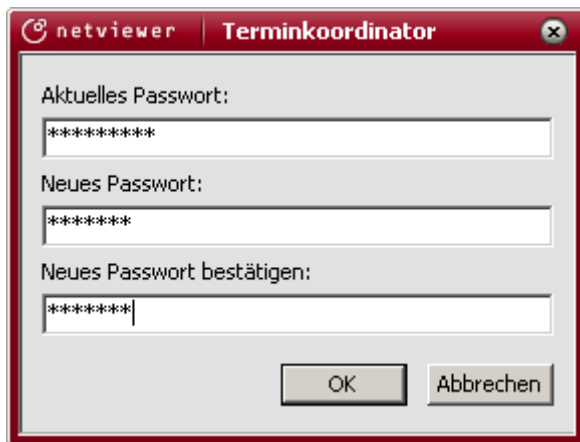 netviewer Terminkoordinator
Aktuelles Passwort:
*********
Neues Passwort:
*******
Neues Passwort bestätigen:
*******
OK Abbrechen